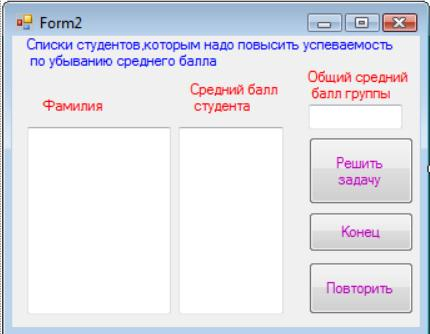 Form2
Списки студентов,которым надо повысить успеваемость
по убыванию среднего балла
Фамилия
Средний балл
студента
Общий средний
балл группы
Решить
задачу
Конец
Повторить